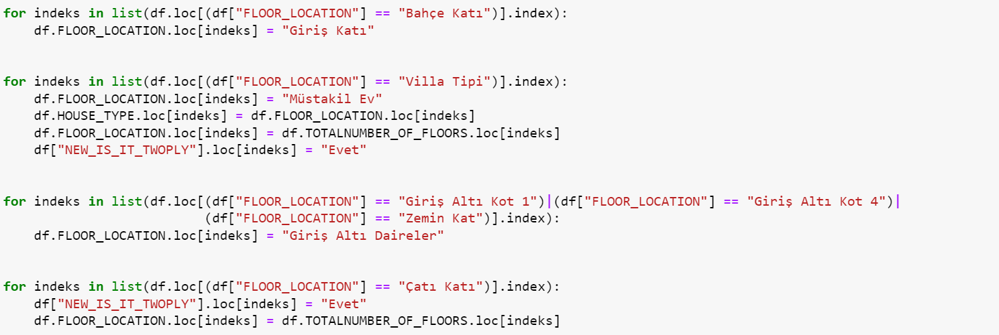 for indeks in list(df.loc[(df["FLOOR_LOCATION"] == "Bahçe Katı")].index):
    df.FLOOR_LOCATION.loc[indeks] = "Giriş Katı"
for indeks in list(df.loc[(df["FLOOR_LOCATION"] == "Villa Tipi")].index):
    df.FLOOR_LOCATION.loc[indeks] = "Müstakil Ev"
    df.HOUSE_TYPE.loc[indeks] = df.FLOOR_LOCATION.loc[indeks]
    df.FLOOR_LOCATION.loc[indeks] = df.TOTALNUMBER_OF_FLOORS.loc[indeks]
    df["NEW_IS_IT_TWOPLY"].loc[indeks] = "Evet"
for indeks in list(df.loc[(df["FLOOR_LOCATION"] == "Giriş Altı Kot 1")|(df["FLOOR_LOCATION"] == "Giriş Altı Kot 4")|
                          (df["FLOOR_LOCATION"] == "Zemin Kat")].index):
    df.FLOOR_LOCATION.loc[indeks] = "Giriş Altı Daireler"
for indeks in list(df.loc[(df["FLOOR_LOCATION"] == "Çatı Katı")].index):
    df["NEW_IS_IT_TWOPLY"].loc[indeks] = "Evet"
    df.FLOOR_LOCATION.loc[indeks] = df.TOTALNUMBER_OF_FLOORS.loc[indeks]